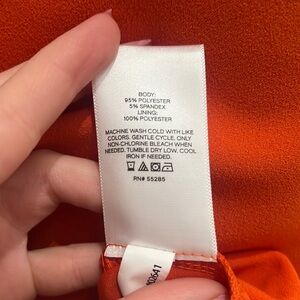 BODY:
95% POLYESTER
5% SPANDEX
LINING:
100% POLYESTER
MACHINE WASH COLD WITH LIKE
COLORS. GENTLE CYCLE. ONLY
NON-CHLORINE BLEACH WHEN
NEEDED. TUMBLE DRY LOW. COOL
IRON IF NEEDED.
RN# 55285